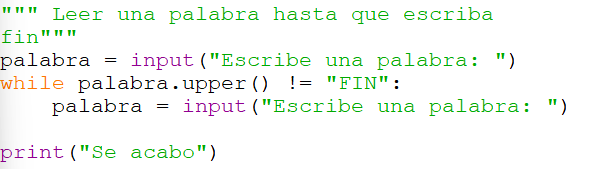 """ Leer una palabra hasta que escriba
fin"""
palabra = input("Escribe una palabra: ")
while palabra.upper() != "FIN":
    palabra = input("Escribe una palabra: ")

print("Se acabo")